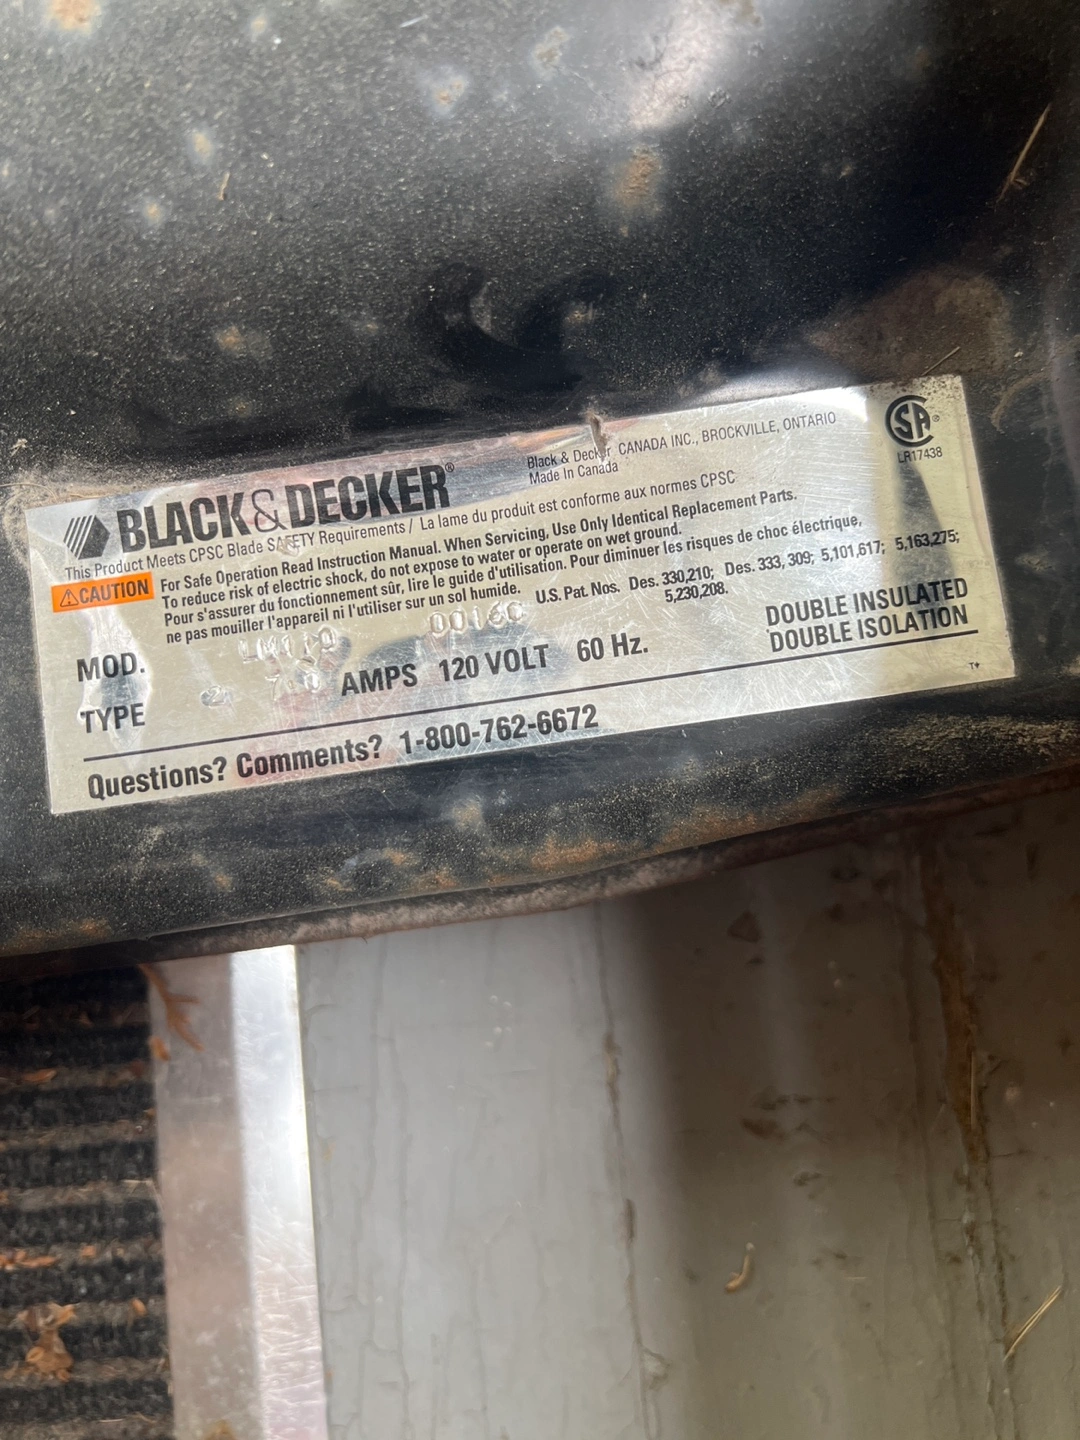 BLACK&DECKER®
Black & Decker CANADA INC., BROCKVILLE, ONTARIO
Made In Canada
SA®
LR17438
This Product Meets CPSC Blade SAFETY Requirements / La lame du produit est conforme aux normes CPSC
⚠CAUTION
For Safe Operation Read Instruction Manual. When Servicing, Use Only Identical Replacement Parts.
To reduce risk of electric shock, do not expose to water or operate on wet ground.
Pour s'assurer du fonctionnement sûr, lire le guide d'utilisation. Pour diminuer les risques de choc électrique,
ne pas mouiller l'appareil ni l'utiliser sur un sol humide.
U.S. Pat. Nos. Des. 330,210; Des. 333, 309; 5,101,617; 5,163,275;
5,230,208.
MOD.
TYPE AMPS 120 VOLT 60 Hz.
DOUBLE INSULATED
DOUBLE ISOLATION
Questions? Comments? 1-800-762-6672